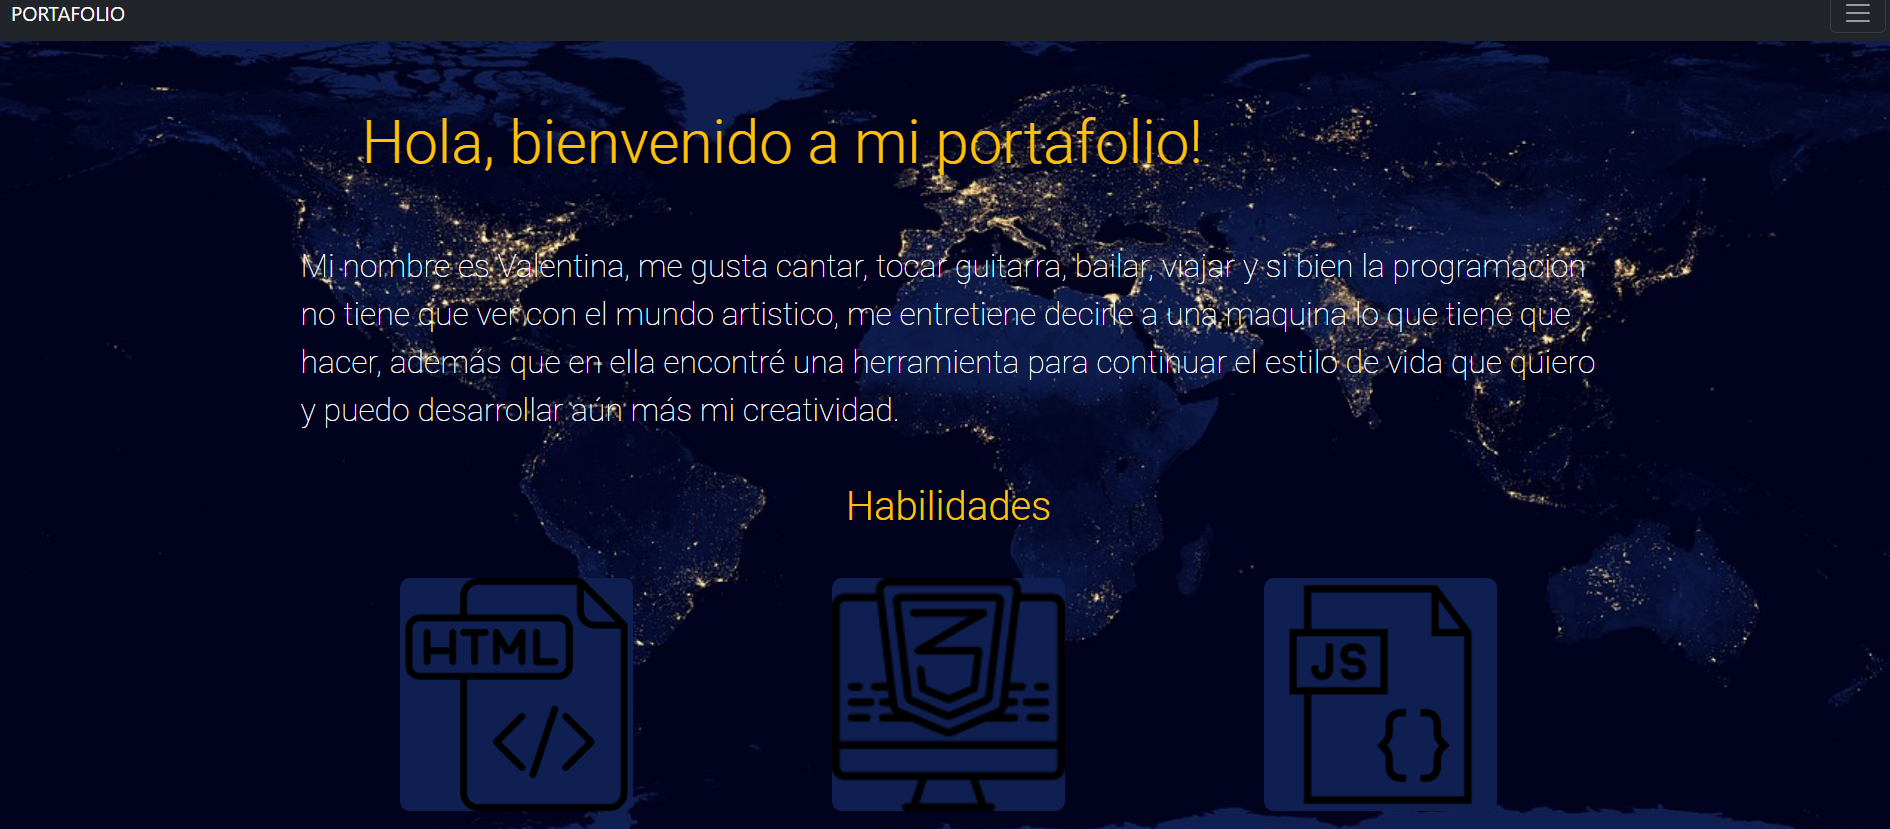 PORTAFOLIO
Hola, bienvenido a mi portafolio!
Mi nombre es Valentina, me gusta cantar, tocar guitarra, bailar, viajar y si bien la programacion
no tiene que ver con el mundo artistico, me entretiene decirle a una maquina lo que tiene que
hacer, además que en ella encontré una herramienta para continuar el estilo de vida que quiero
y puedo desarrollar aún más mi creatividad.
Habilidades
HTML
</>
3
JS
{}